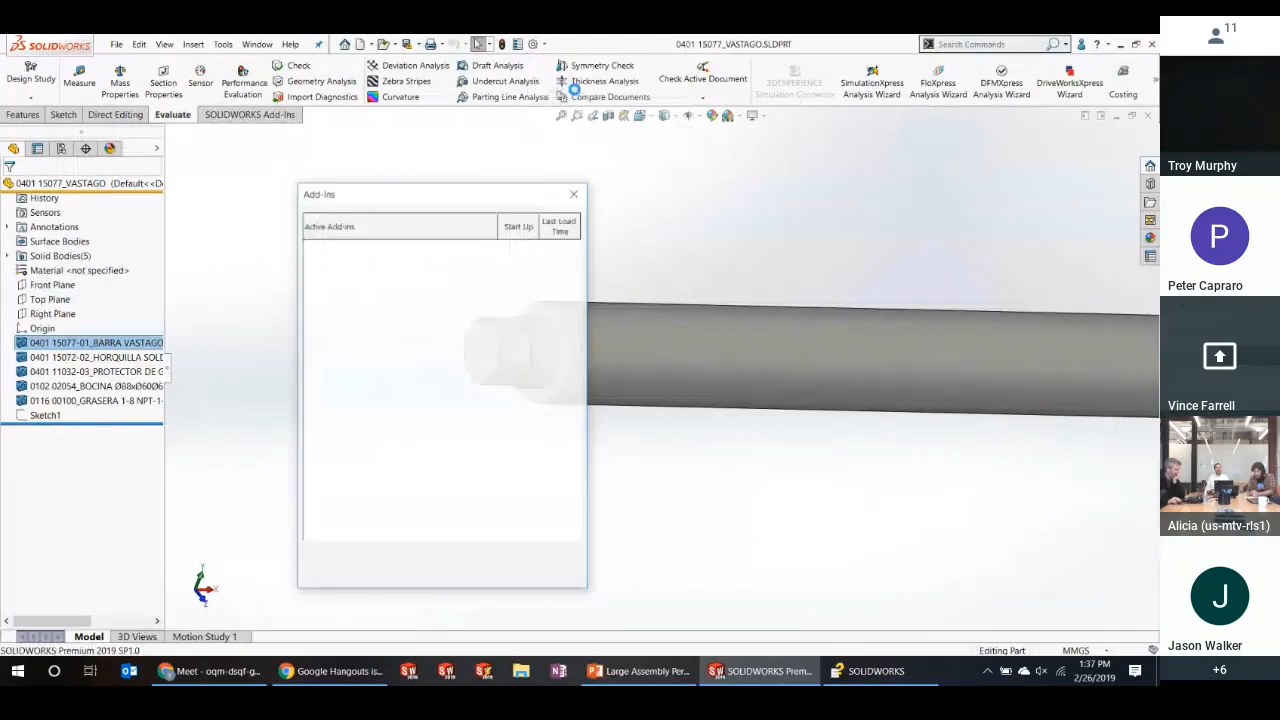 SOLIDWORKS
File Edit View Insert Tools Window Help
0401 15077_VASTAGO.SLDPRT
Search Commands
Design Study
Measure
Mass Properties
Section Properties
Sensor
Performance Evaluation
Check
Geometry Analysis
Import Diagnostics
Deviation Analysis
Zebra Stripes
Curvature
Draft Analysis
Undercut Analysis
Parting Line Analysis
Symmetry Check
Thickness Analysis
Compare Documents
Check Active Document
3DEXPERIENCE
Simulation Connector
SimulationXpress
Analysis Wizard
FloXpress
Analysis Wizard
DFMXpress
Analysis Wizard
DriveWorksXpress
Wizard
Costing
Features Sketch Direct Editing Evaluate SOLIDWORKS Add-Ins
0401 15077_VASTAGO (Default<<De
History
Sensors
Annotations
Surface Bodies
Solid Bodies(5)
Material <not specified>
Front Plane
Top Plane
Right Plane
Origin
0401 15077-01_BARRA VASTAGO
0401 15072-02_HORQUILLA SOLD
0401 11032-03_PROTECTOR DE G
0102 02054_BOCINA Ø88xØ60Ø6
0116 00100_GRASERA 1-8 NPT-1-
Sketch1
Add-Ins
Active Add-ins Start Up Last Load
Time
Y
X
Z
Model 3D Views Motion Study 1
SOLIDWORKS Premium 2019 SP1.0
Editing Part MMGS
Meet - oqm-dsqf-g...
Google Hangouts is...
Large Assembly Per...
SOLIDWORKS Prem...
SOLIDWORKS
1:37 PM
2/26/2019
11
Troy Murphy
P
Peter Capraro
Vince Farrell
Alicia (us-mtv-rls1)
J
Jason Walker
+6